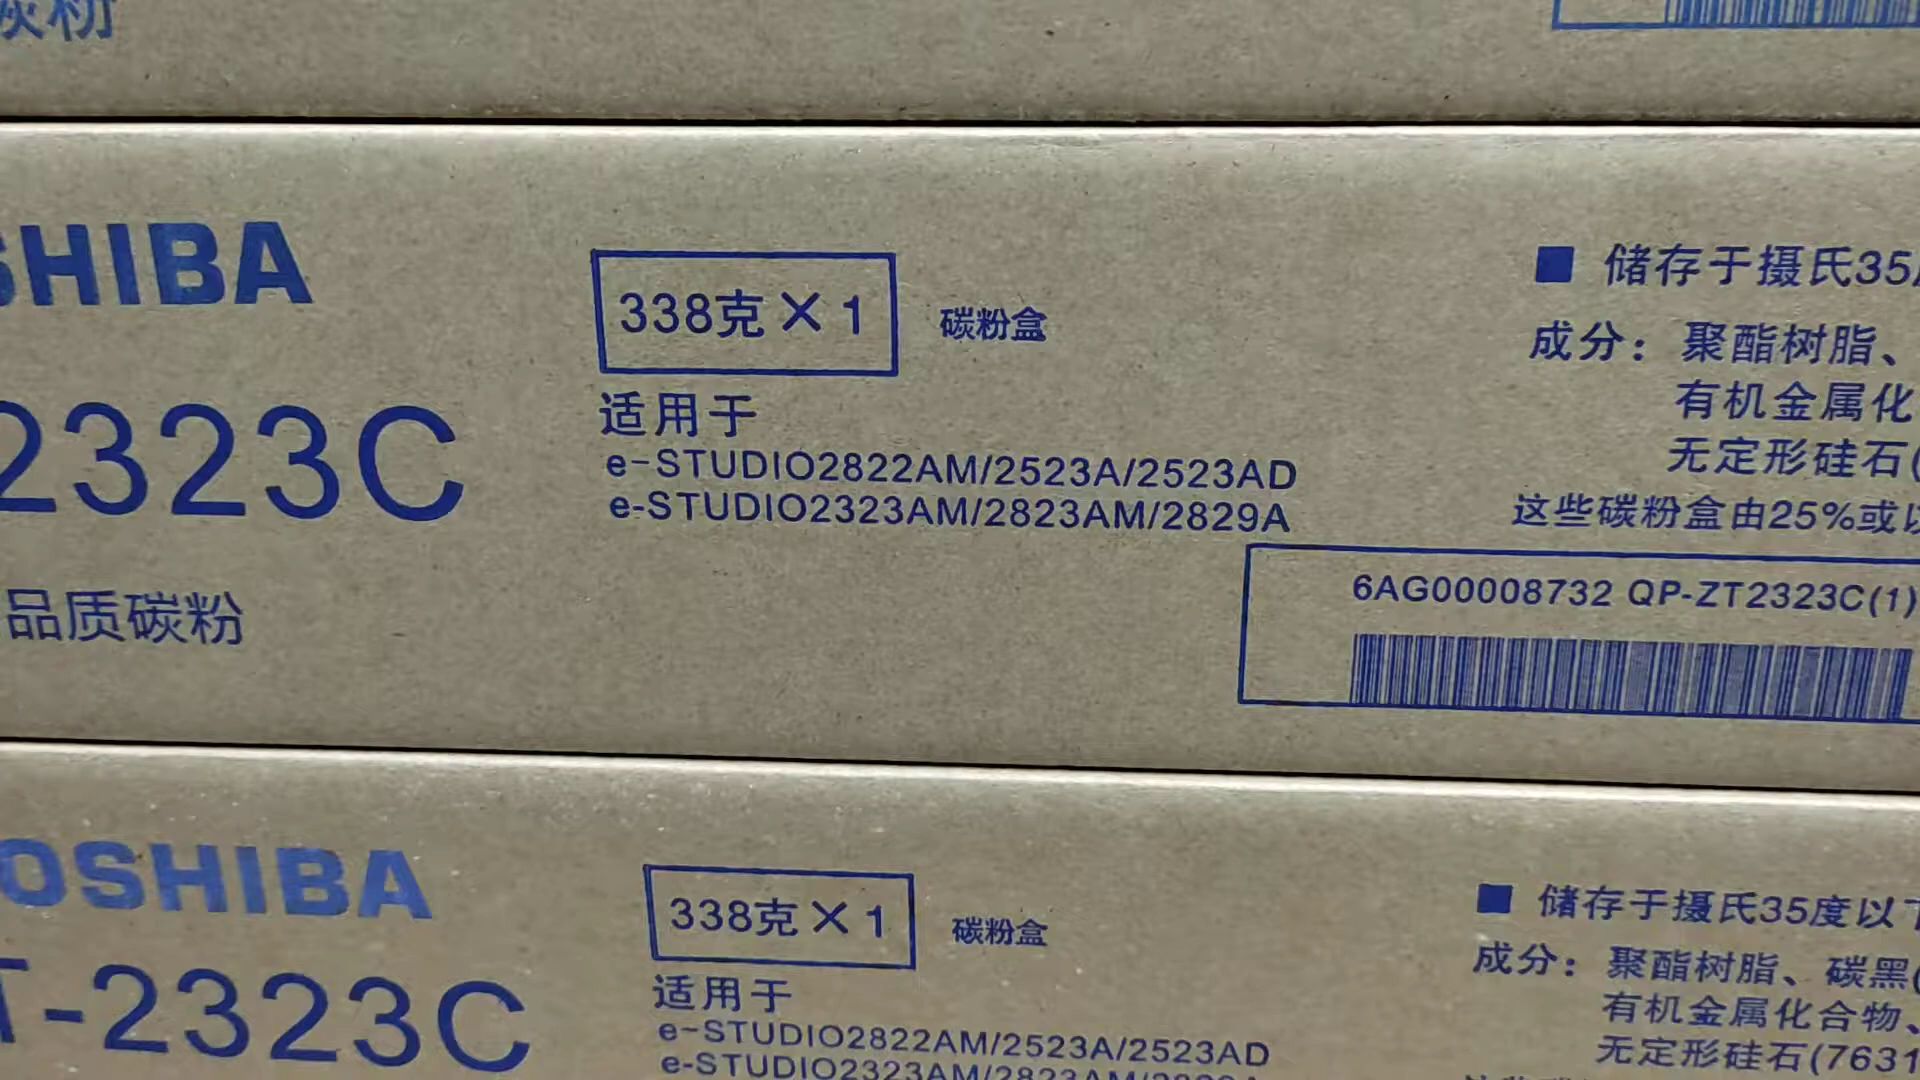 碳粉
SHIBA
2323C
品质碳粉
338克×1 碳粉盒
适用于
e-STUDIO2822AM/2523A/2523AD
e-STUDIO2323AM/2823AM/2829A
■ 储存于摄氏35
成分：聚酯树脂、
有机金属化
无定形硅石(
这些碳粉盒由25%或
6AG00008732 QP-ZT2323C(1)
OSHIBA
T-2323C
338克×1 碳粉盒
适用于
e-STUDIO2822AM/2523A/2523AD
e-STUDIO2323AM/2823AM/2829A
■ 储存于摄氏35度以下
成分：聚酯树脂、碳黑(
有机金属化合物、
无定形硅石(7631